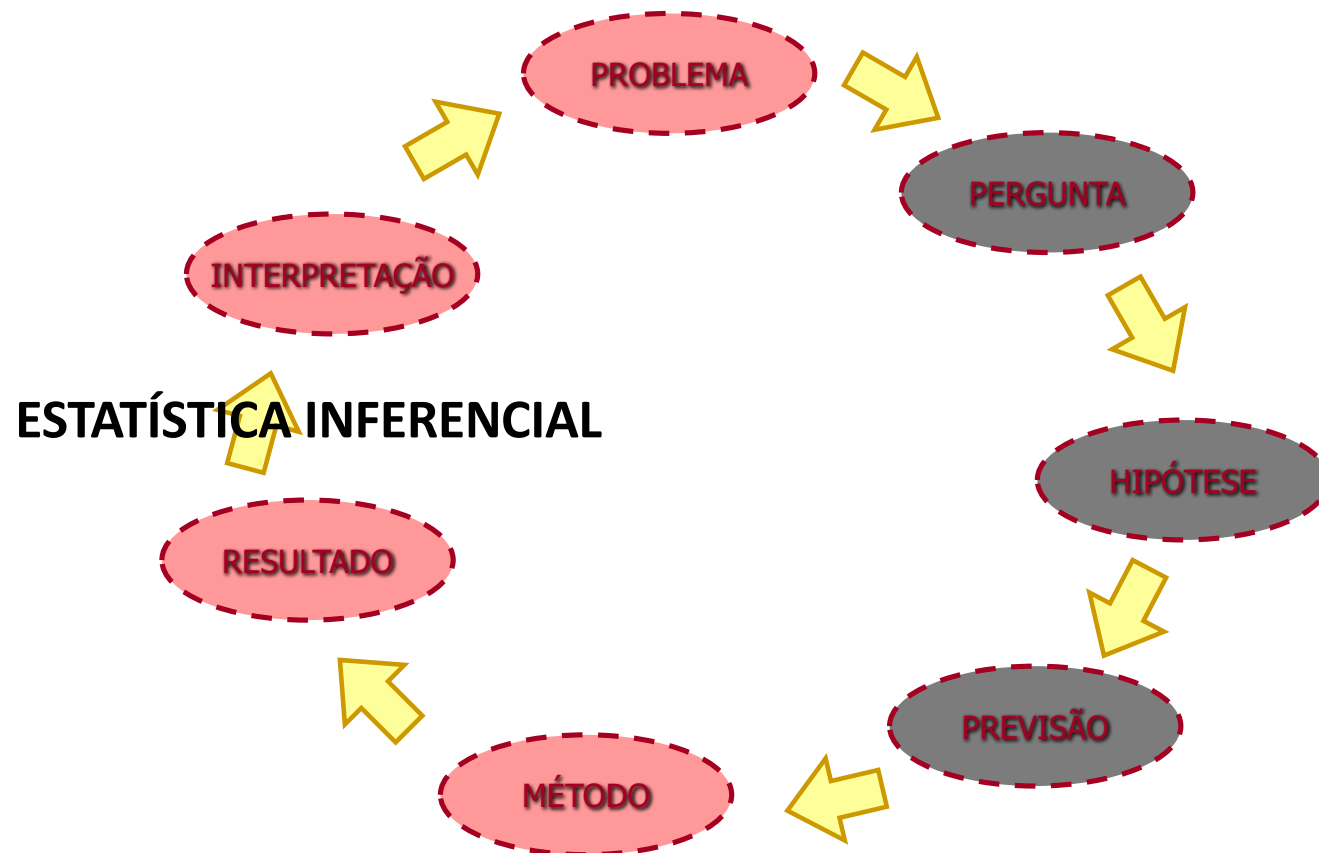 PROBLEMA
PERGUNTA
INTERPRETAÇÃO
ESTATÍSTICA INFERENCIAL
HIPÓTESE
RESULTADO
PREVISÃO
MÉTODO